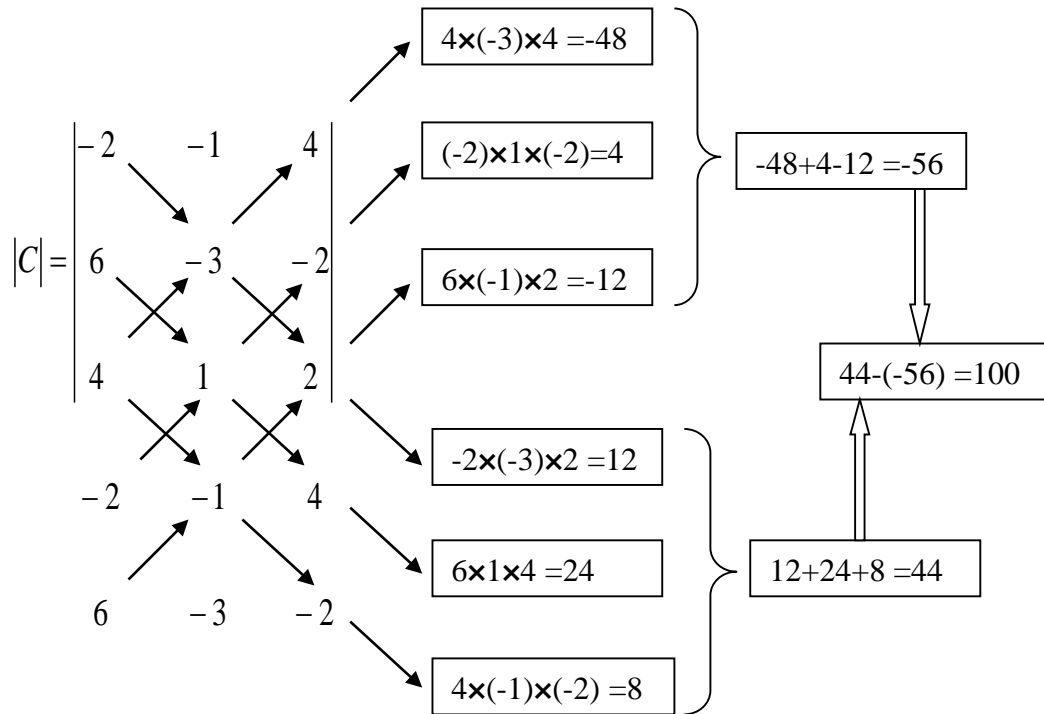 4×(-3)×4 =-48
-2 -1 4
(-2)×1×(-2)=4
-48+4-12 =-56
|C| = 6 -3 -2
6×(-1)×2 =-12
4 1 2
44-(-56) =100
-2×(-3)×2 =12
-2 -1 4
6×1×4 =24
12+24+8 =44
6 -3 -2
4×(-1)×(-2) =8